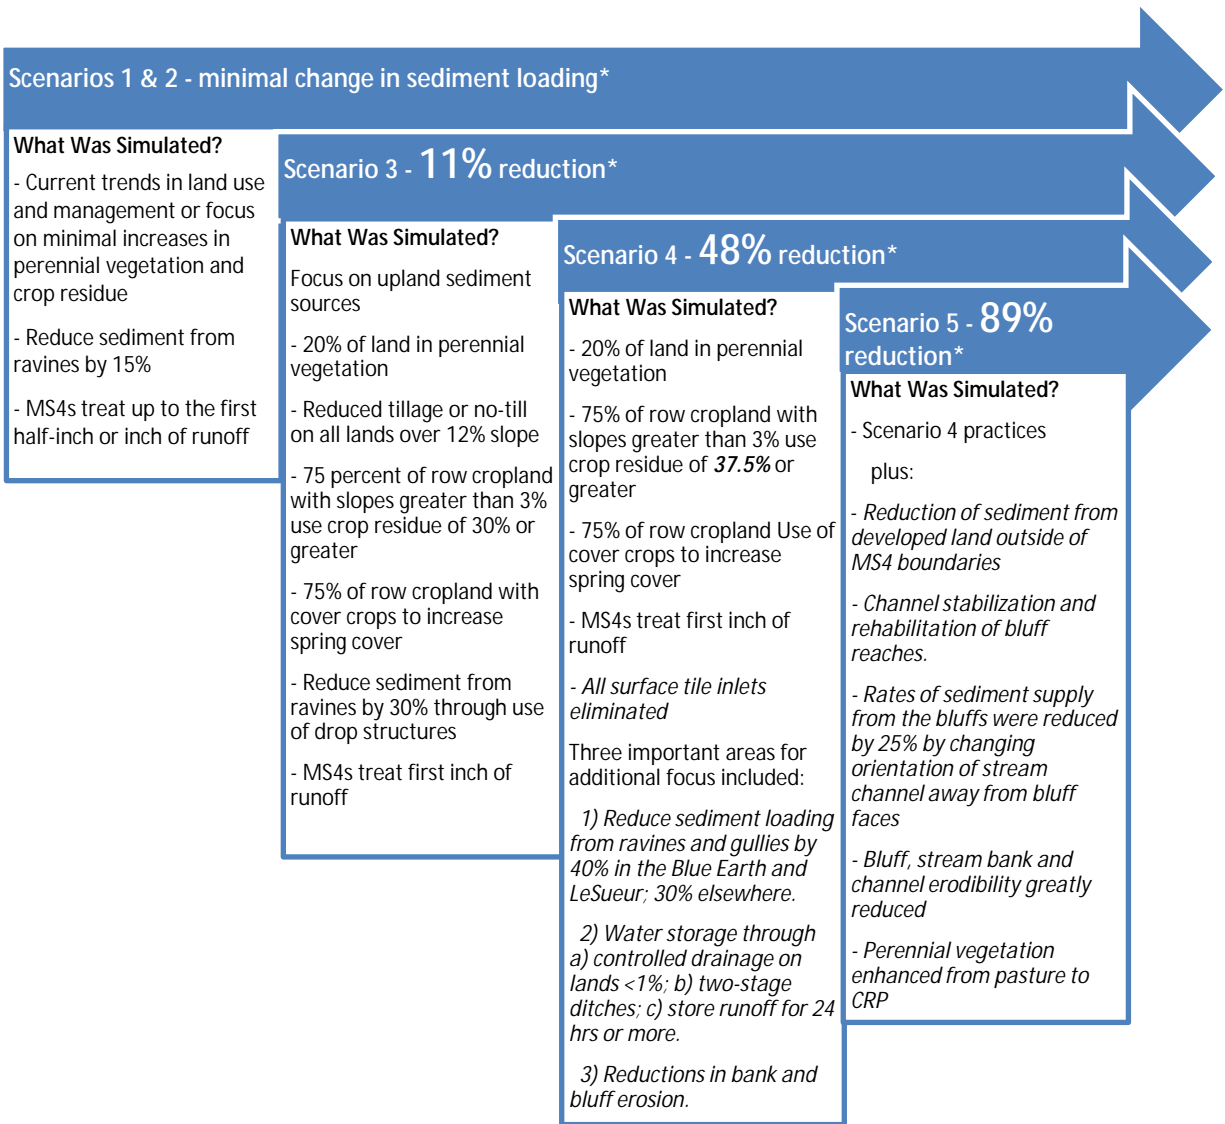 Scenarios 1 & 2 - minimal change in sediment loading*
What Was Simulated?
- Current trends in land use
and management or focus
on minimal increases in
perennial vegetation and
crop residue
- Reduce sediment from
ravines by 15%
- MS4s treat up to the first
half-inch or inch of runoff
Scenario 3 - 11% reduction*
What Was Simulated?
Focus on upland sediment
sources
- 20% of land in perennial
vegetation
- Reduced tillage or no-till
on all lands over 12% slope
- 75 percent of row cropland
with slopes greater than 3%
use crop residue of 30% or
greater
- 75% of row cropland with
cover crops to increase
spring cover
- Reduce sediment from
ravines by 30% through use
of drop structures
- MS4s treat first inch of
runoff
Scenario 4 - 48% reduction*
What Was Simulated?
- 20% of land in perennial
vegetation
- 75% of row cropland with
slopes greater than 3% use
crop residue of 37.5% or
greater
- 75% of row cropland Use of
cover crops to increase
spring cover
- MS4s treat first inch of
runoff
- All surface tile inlets
eliminated
Three important areas for
additional focus included:
1) Reduce sediment loading
from ravines and gullies by
40% in the Blue Earth and
LeSueur; 30% elsewhere.
2) Water storage through
a) controlled drainage on
lands <1%; b) two-stage
ditches; c) store runoff for 24
hrs or more.
3) Reductions in bank and
bluff erosion.
Scenario 5 - 89%
reduction*
What Was Simulated?
- Scenario 4 practices
plus:
- Reduction of sediment from
developed land outside of
MS4 boundaries
- Channel stabilization and
rehabilitation of bluff
reaches.
- Rates of sediment supply
from the bluffs were reduced
by 25% by changing
orientation of stream
channel away from bluff
faces
- Bluff, stream bank and
channel erodibility greatly
reduced
- Perennial vegetation
enhanced from pasture to
CRP